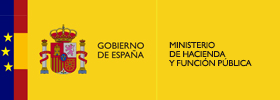 GOBIERNO
DE ESPAÑA
MINISTERIO
DE HACIENDA
Y FUNCIÓN PÚBLICA